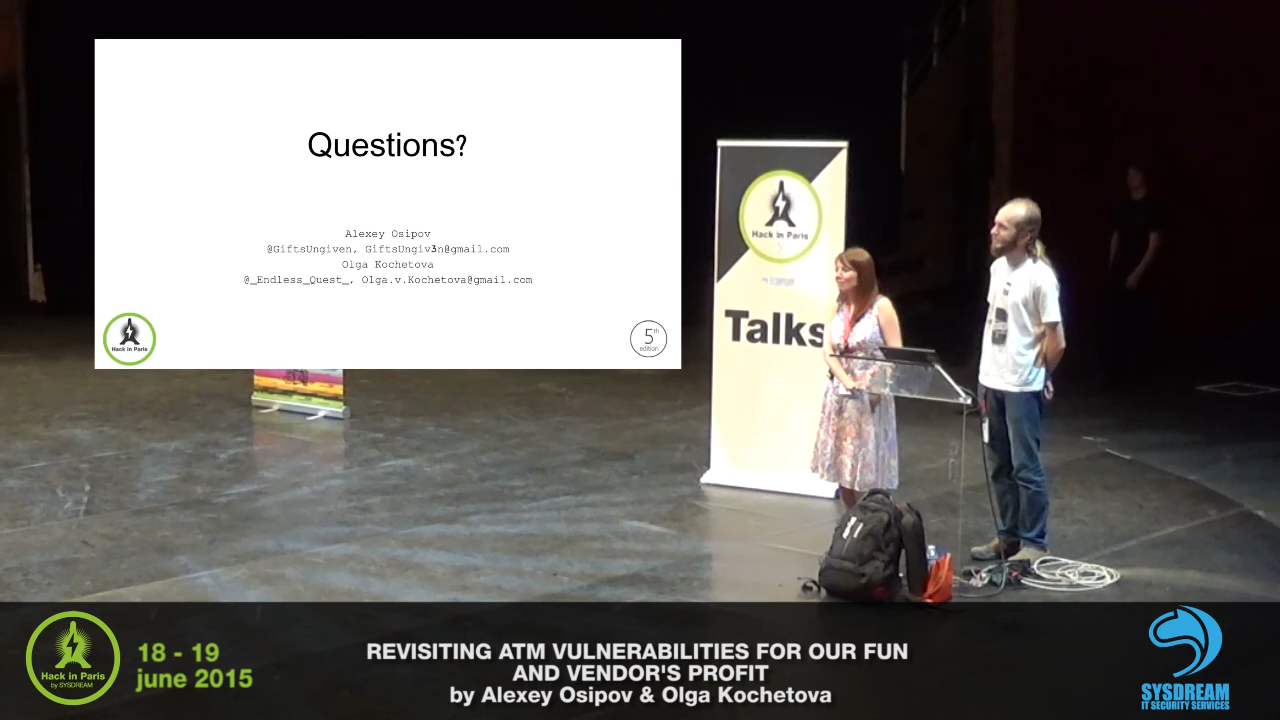 Questions?
Alexey Osipov
@GiftsUngiven, GiftsUngiv3n@gmail.com
Olga Kochetova
@_Endless_Quest_, Olga.v.Kochetova@gmail.com
Hack in Paris
5th
edition
Hack in Paris
Talks
Hack in Paris
by SYSDREAM
18 - 19
june 2015
REVISITING ATM VULNERABILITIES FOR OUR FUN
AND VENDOR'S PROFIT
by Alexey Osipov & Olga Kochetova
SYSDREAM
IT SECURITY SERVICES